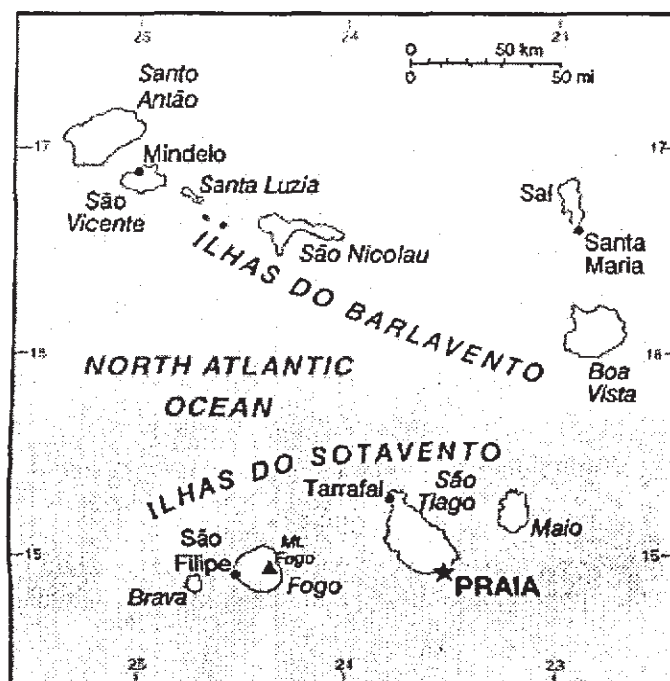 25 24 21
0 50 km
0 50 mi
Santo
Antão
17 17
Mindelo
São
Vicente
Santa Luzia
São Nicolau
Sal
Santa
Maria
ILHAS DO BARLAVENTO
Boa
Vista
18 16
NORTH ATLANTIC
OCEAN
ILHAS DO SOTAVENTO
Tarrafal
São
Tiago
Maio
15 15
São
Filipe
Mt.
Fogo
Brava
Fogo
PRAIA
25 24 23